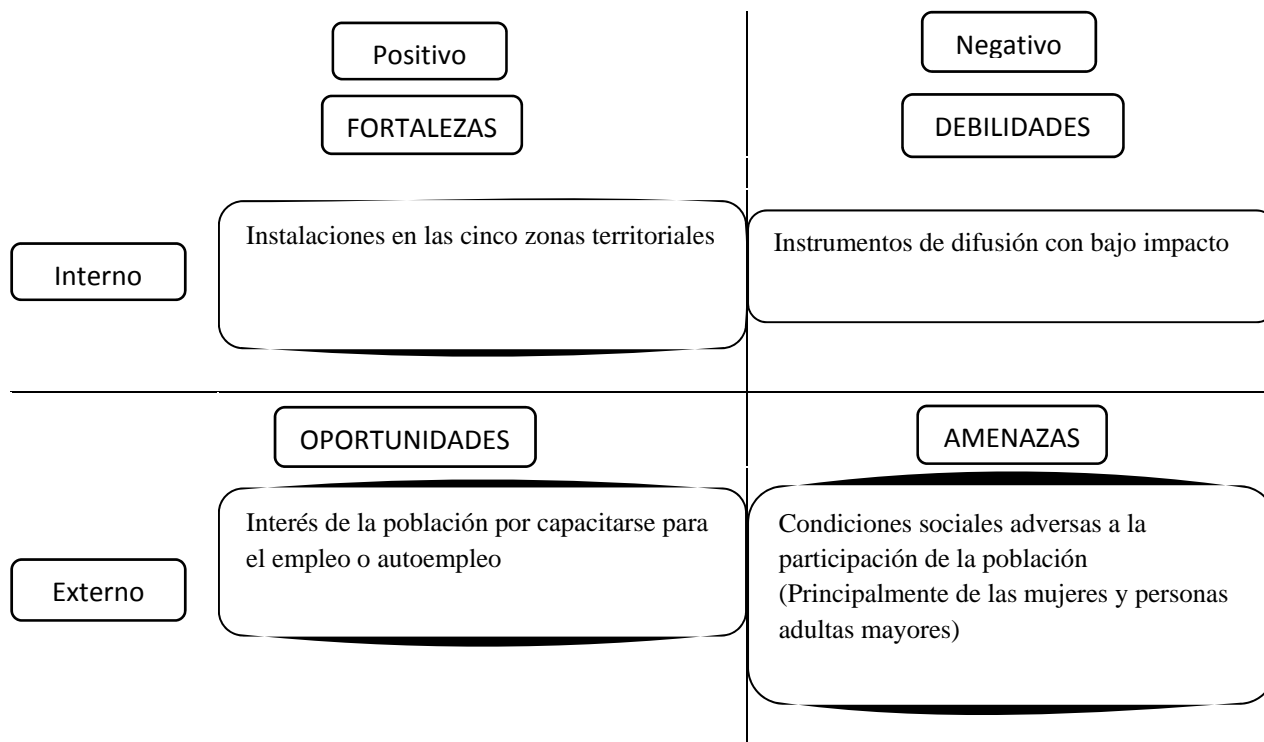 Positivo
Negativo
FORTALEZAS
DEBILIDADES
Interno
Instalaciones en las cinco zonas territoriales
Instrumentos de difusión con bajo impacto
OPORTUNIDADES
AMENAZAS
Externo
Interés de la población por capacitarse para
el empleo o autoempleo
Condiciones sociales adversas a la
participación de la población
(Principalmente de las mujeres y personas
adultas mayores)